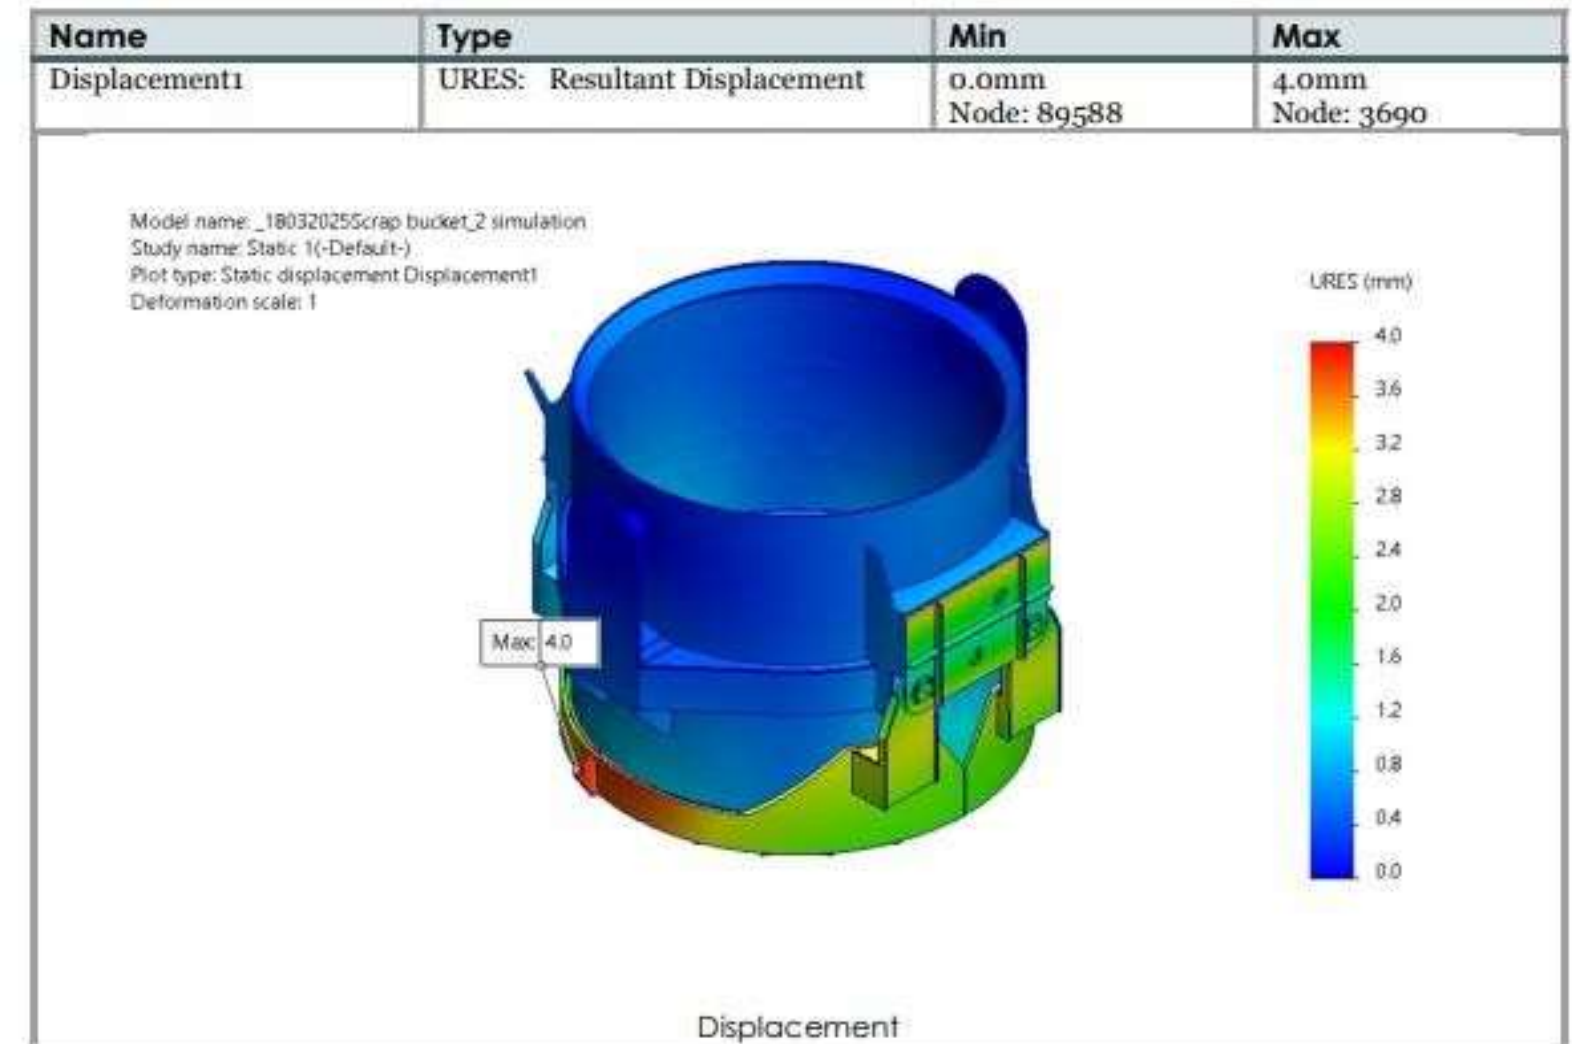 Name Type Min Max
Displacement1 URES: Resultant Displacement 0.0mm 4.0mm
Node: 89588 Node: 3690
Model name: _18032025Scrap bucket_2 simulation
Study name: Static 1(-Default-)
Plot type: Static displacement Displacement1
Deformation scale: 1
URES (mm)
4.0
3.6
3.2
2.8
2.4
2.0
1.6
1.2
0.8
0.4
0.0
Max: 4.0
Displacement